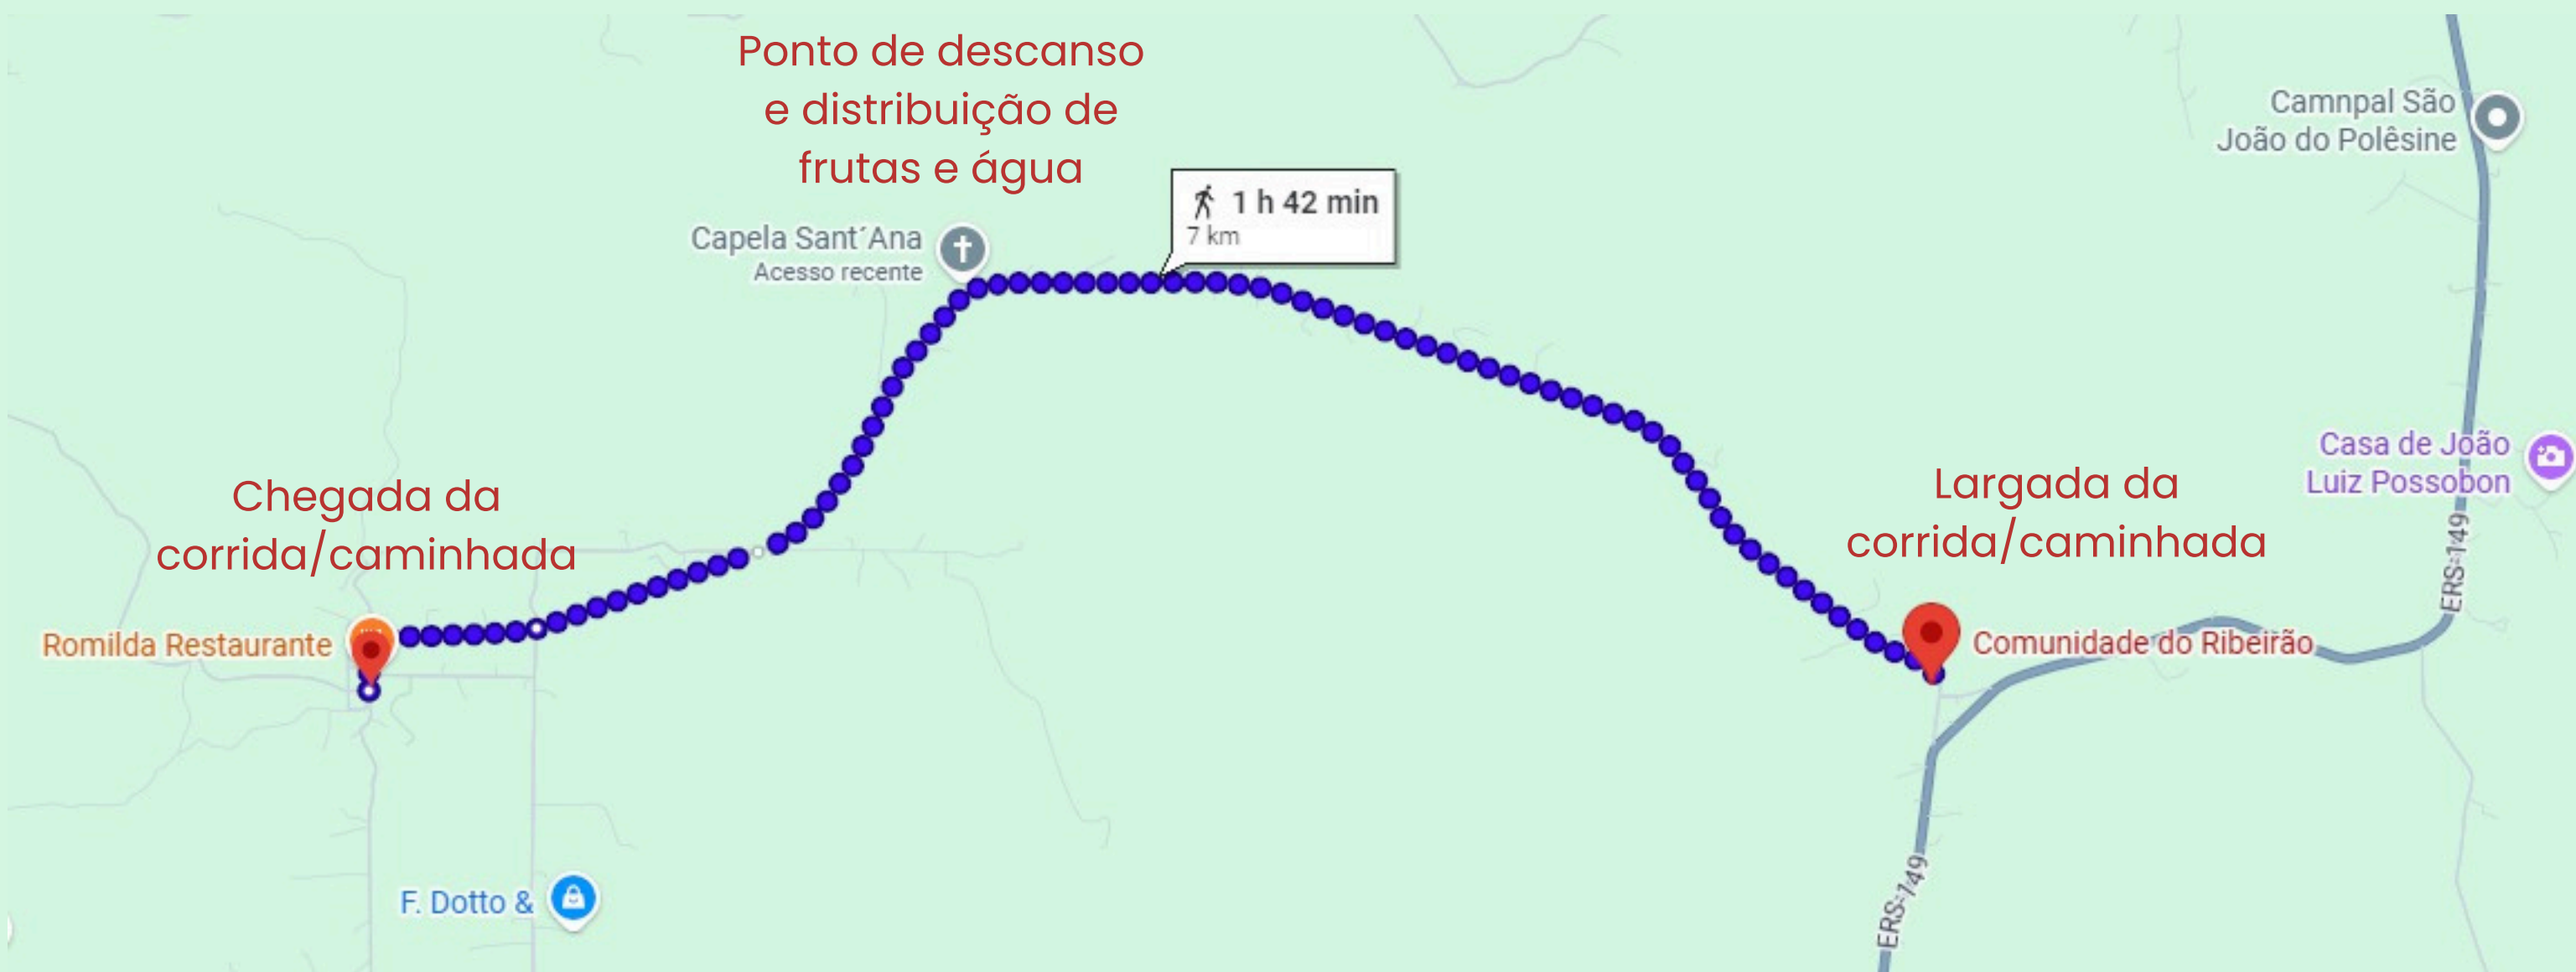 Ponto de descanso
e distribuição de
frutas e água
Camnpal São
João do Polêsine
1 h 42 min
7 km
Capela Sant´Ana
Acesso recente
Casa de João
Luiz Possobon
Chegada da
corrida/caminhada
Largada da
corrida/caminhada
ERS-149
Romilda Restaurante
Comunidade do Ribeirão
F. Dotto &
ERS-149